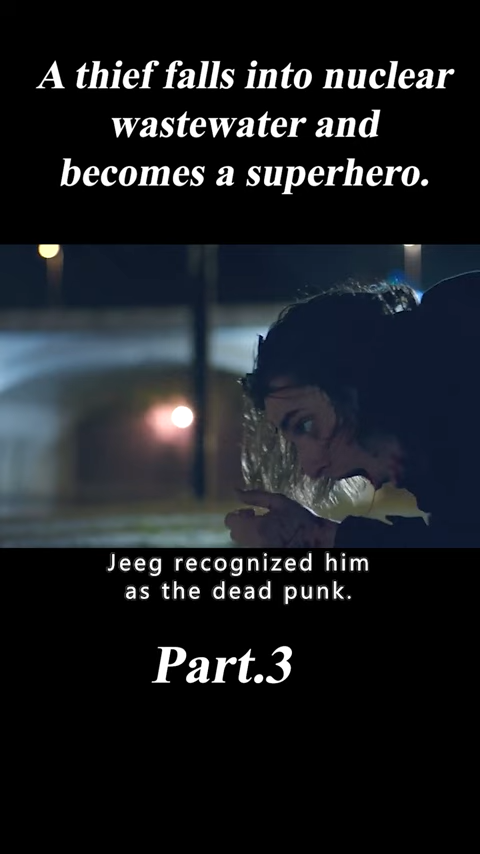 A thief falls into nuclear
wastewater and
becomes a superhero.
Jeeg recognized him
as the dead punk.
Part.3